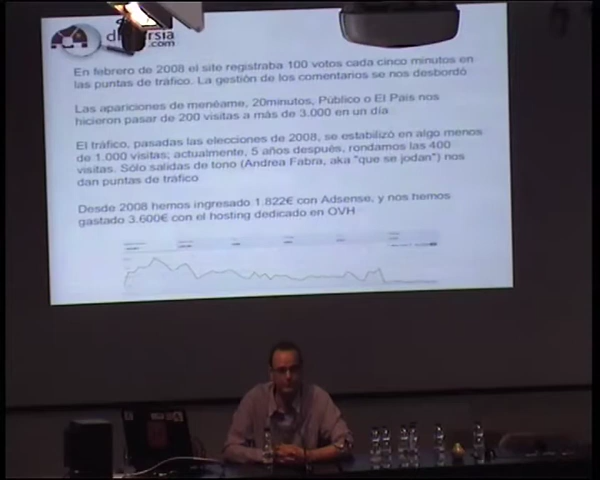 .com
En febrero de 2008 el site registraba 100 votos cada cinco minutos en
las puntas de tráfico. La gestión de los comentarios se nos desbordó
Las apariciones de menéame, 20minutos, Público o El País nos
hicieron pasar de 200 visitas a más de 3.000 en un día
El tráfico, pasadas las elecciones de 2008, se estabilizó en algo menos
de 1.000 visitas; actualmente, 5 años después, rondamos las 400
visitas. Sólo salidas de tono (Andrea Fabra, aka "que se jodan") nos
dan puntas de tráfico
Desde 2008 hemos ingresado 1.822€ con Adsense, y nos hemos
gastado 3.600€ con el hosting dedicado en OVH